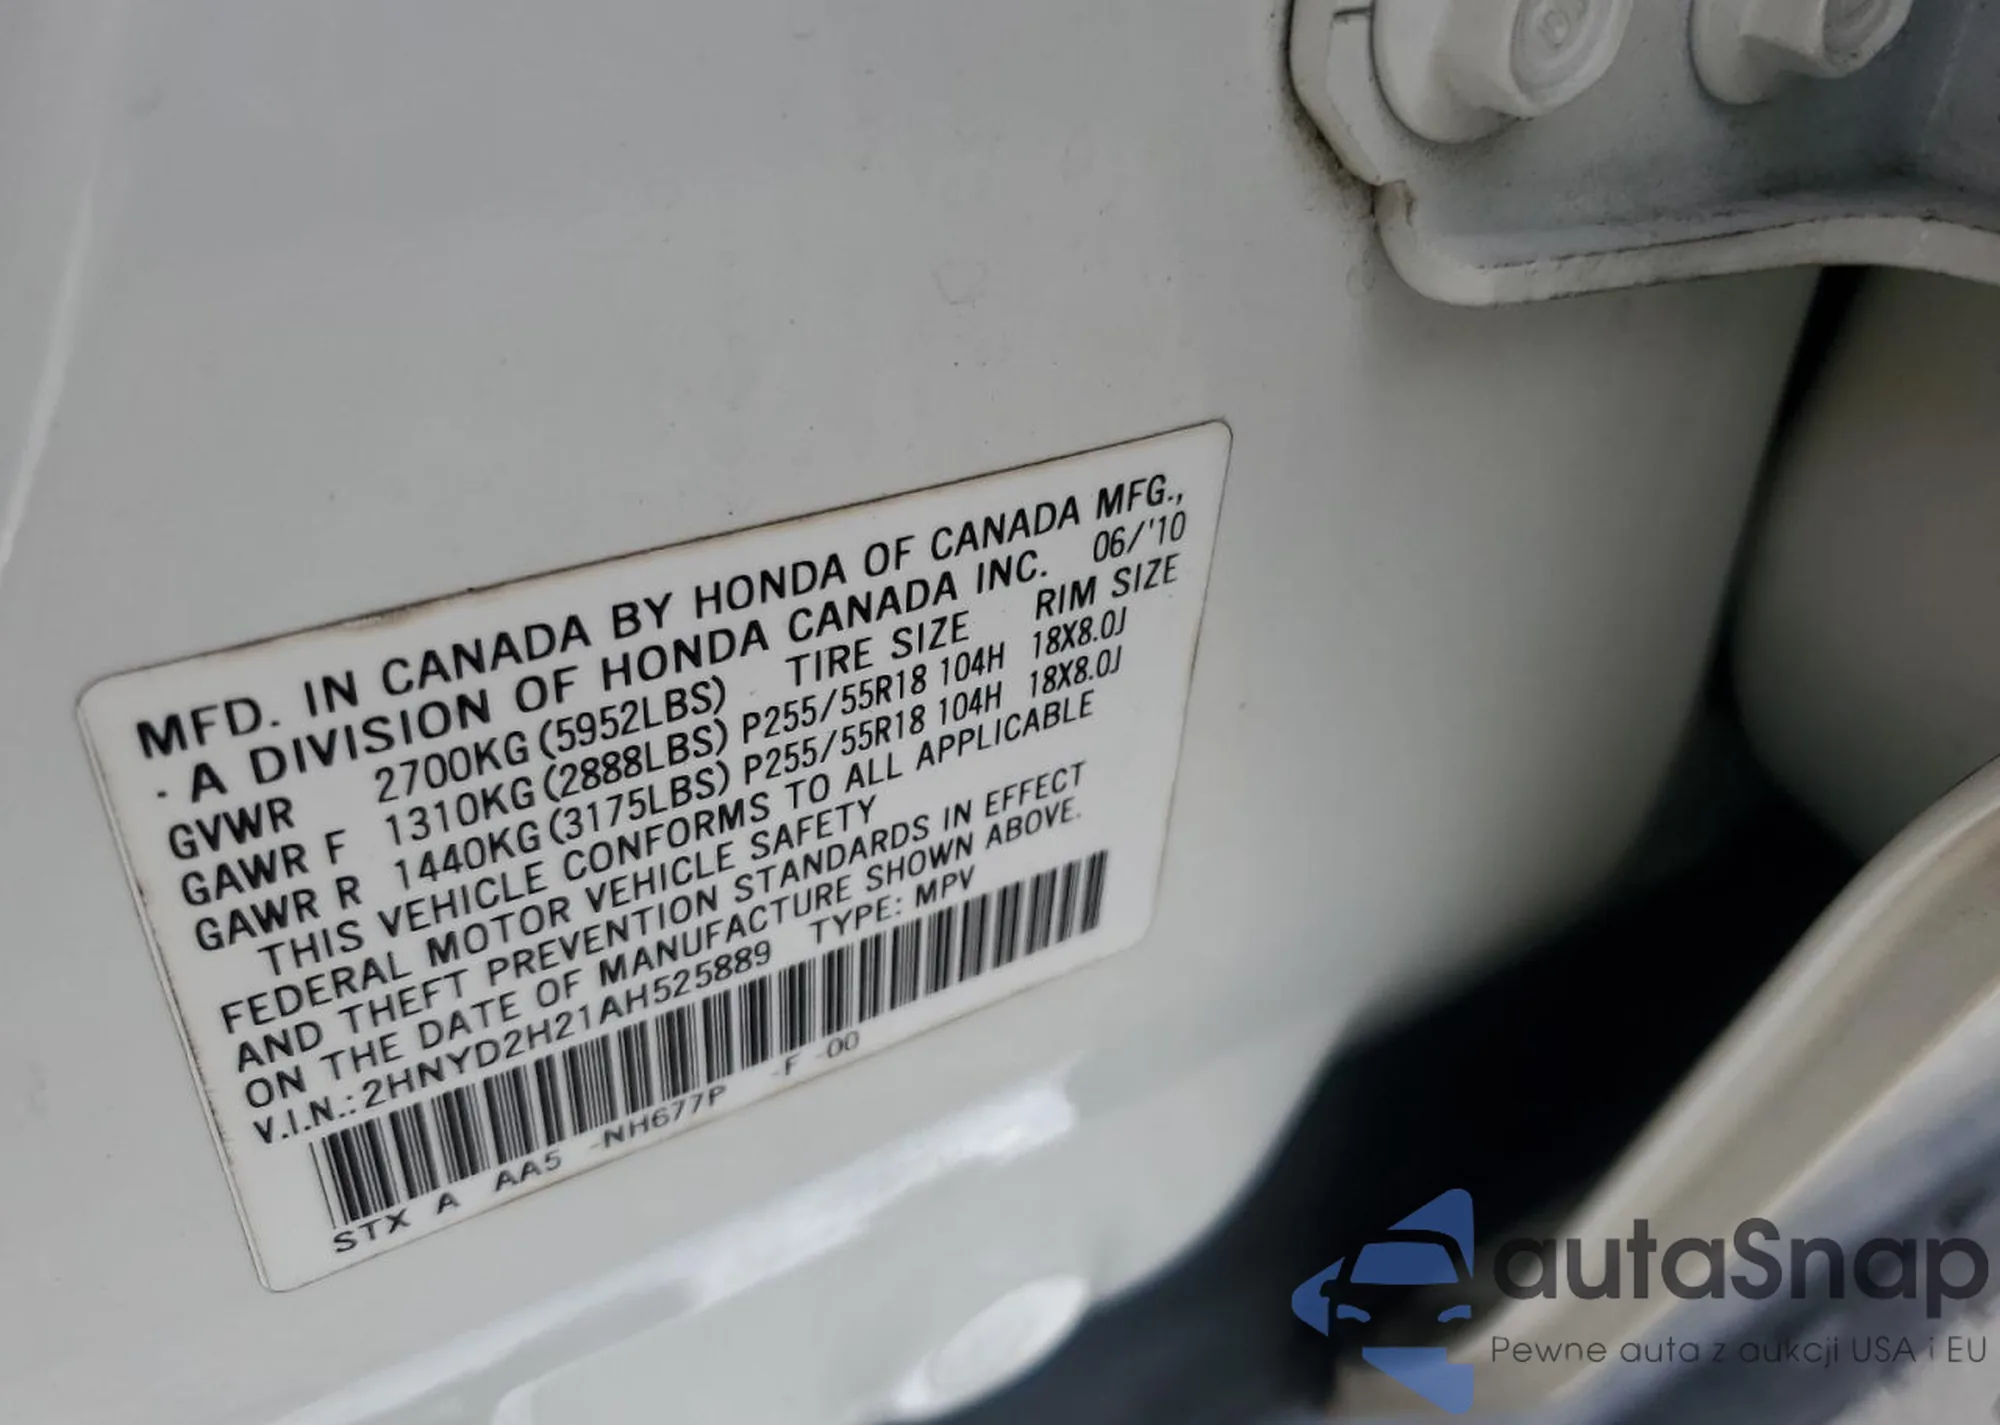 MFD. IN CANADA BY HONDA OF CANADA MFG.,
· A DIVISION OF HONDA CANADA INC. 06/'10
GVWR 2700KG (5952LBS) TIRE SIZE RIM SIZE
GAWR F 1310KG (2888LBS) P255/55R18 104H 18X8.0J
GAWR R 1440KG (3175LBS) P255/55R18 104H 18X8.0J
THIS VEHICLE CONFORMS TO ALL APPLICABLE
FEDERAL MOTOR VEHICLE SAFETY
AND THEFT PREVENTION STANDARDS IN EFFECT
ON THE DATE OF MANUFACTURE SHOWN ABOVE.
V.I.N.: 2HNYD2H21AH525889 TYPE: MPV
STX A AA5 -NH677P -F -00
autaSnap
Pewne auta z aukcji USA i EU